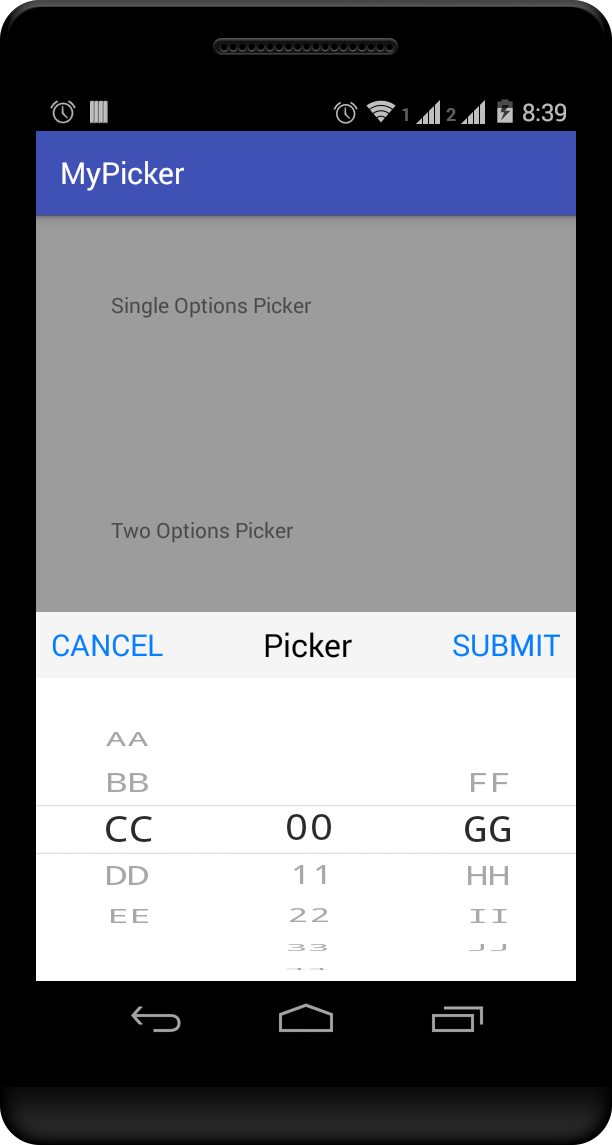 1 2 8:39
MyPicker
Single Options Picker
Two Options Picker
CANCEL Picker SUBMIT
AA
BB FF
CC 00 GG
DD 11 HH
EE 22 II
33 JJ